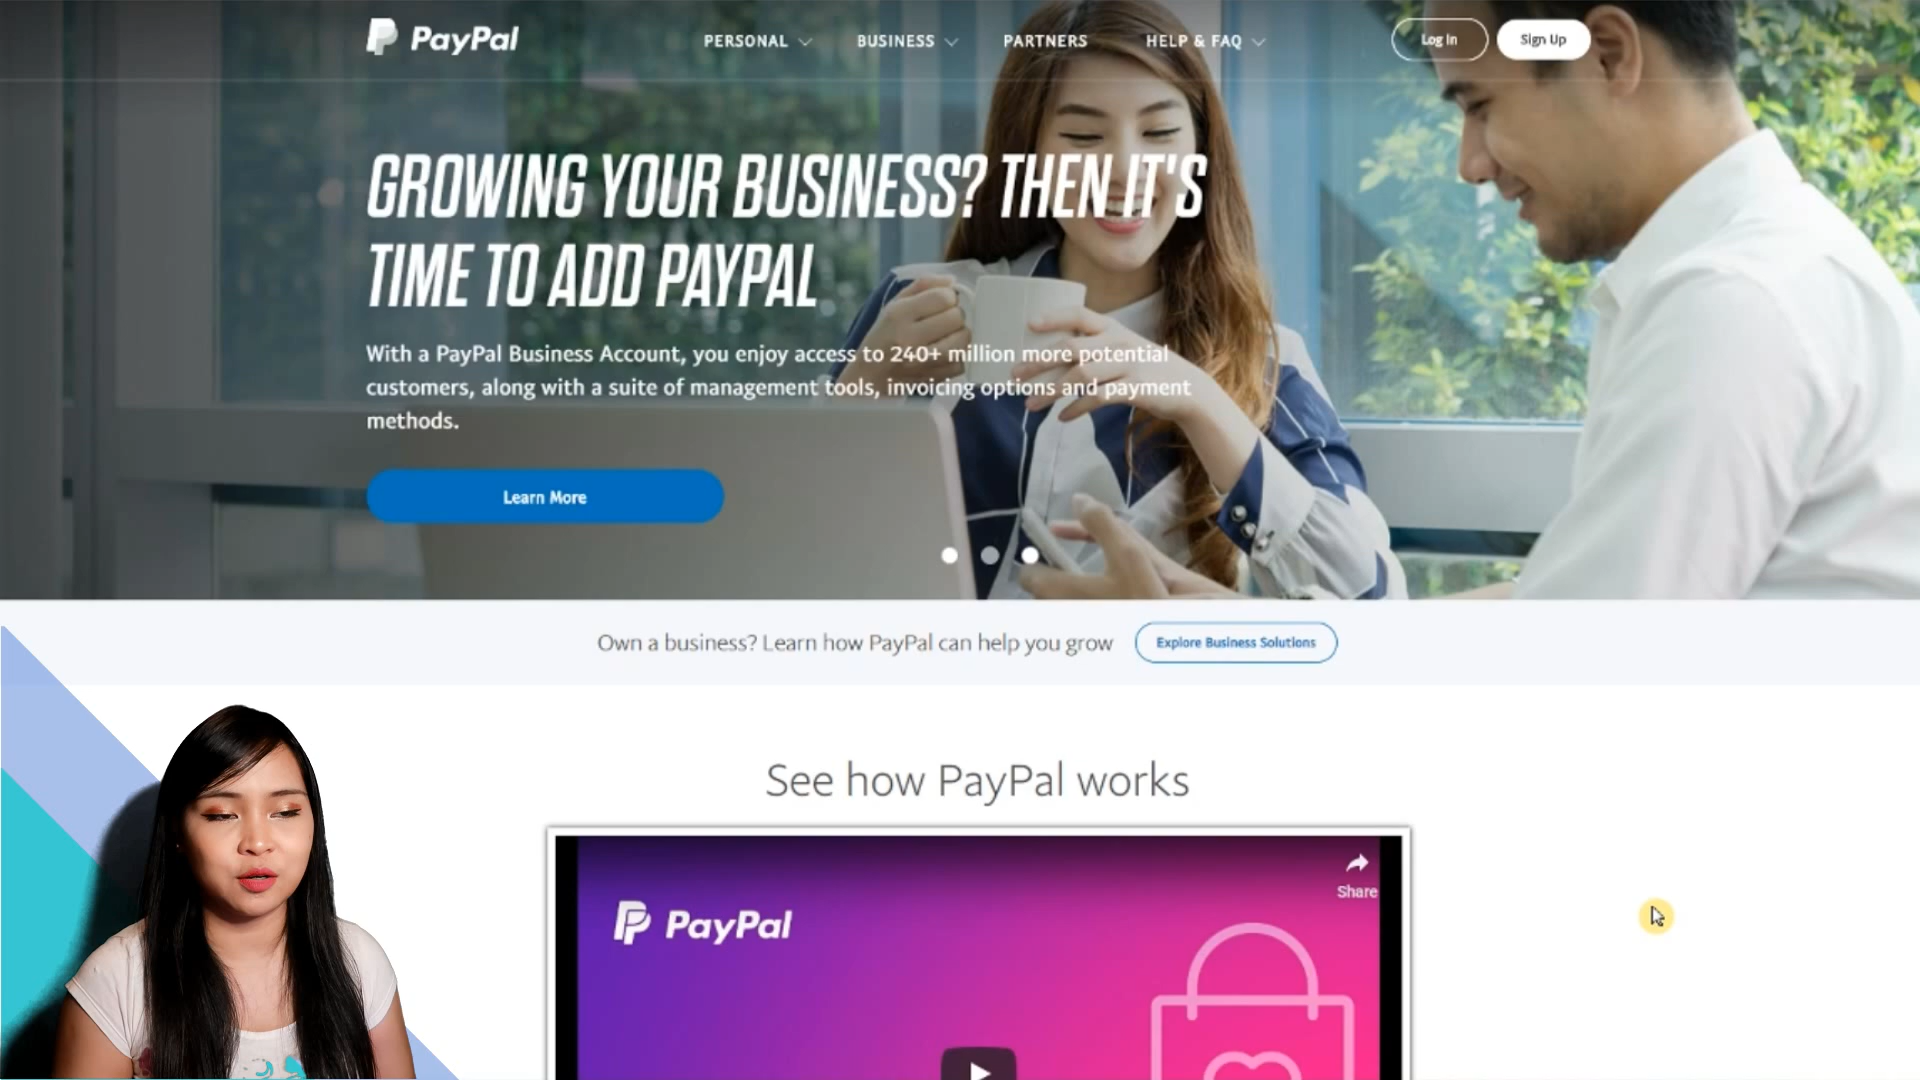 PayPal
PERSONAL
BUSINESS
PARTNERS
HELP & FAQ
Log In
Sign Up
GROWING YOUR BUSINESS? THEN IT'S
TIME TO ADD PAYPAL
With a PayPal Business Account, you enjoy access to 240+ million more potential
customers, along with a suite of management tools, invoicing options and payment
methods.
Learn More
Own a business? Learn how PayPal can help you grow
Explore Business Solutions
See how PayPal works
Share
PayPal